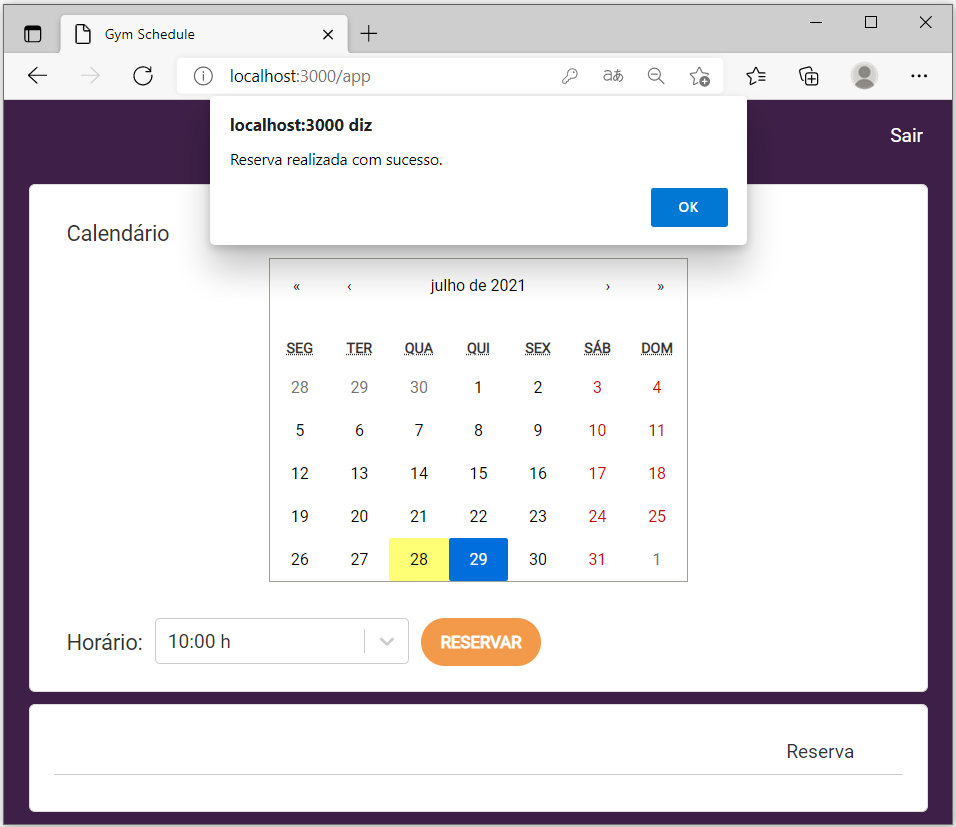 Gym Schedule
localhost:3000/app
aあ
localhost:3000 diz
Reserva realizada com sucesso.
OK
Sair
Calendário
« ‹ julho de 2021 › »
SEG TER QUA QUI SEX SÁB DOM
28 29 30 1 2 3 4
5 6 7 8 9 10 11
12 13 14 15 16 17 18
19 20 21 22 23 24 25
26 27 28 29 30 31 1
Horário: 10:00 h RESERVAR
Reserva